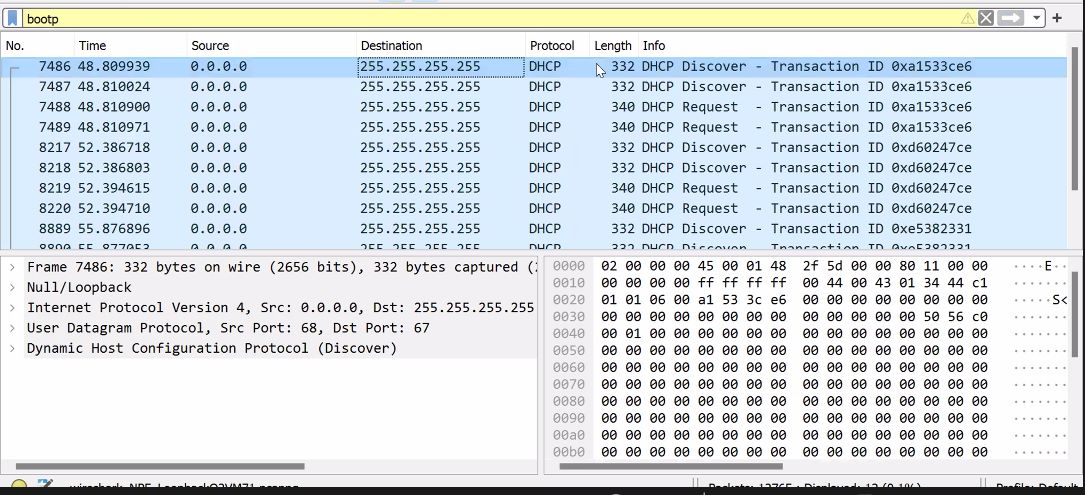 bootp
No. Time Source Destination Protocol Length Info
7486 48.809939 0.0.0.0 255.255.255.255 DHCP 332 DHCP Discover - Transaction ID 0xa1533ce6
7487 48.810024 0.0.0.0 255.255.255.255 DHCP 332 DHCP Discover - Transaction ID 0xa1533ce6
7488 48.810900 0.0.0.0 255.255.255.255 DHCP 340 DHCP Request - Transaction ID 0xa1533ce6
7489 48.810971 0.0.0.0 255.255.255.255 DHCP 340 DHCP Request - Transaction ID 0xa1533ce6
8217 52.386718 0.0.0.0 255.255.255.255 DHCP 332 DHCP Discover - Transaction ID 0xd60247ce
8218 52.386803 0.0.0.0 255.255.255.255 DHCP 332 DHCP Discover - Transaction ID 0xd60247ce
8219 52.394615 0.0.0.0 255.255.255.255 DHCP 340 DHCP Request - Transaction ID 0xd60247ce
8220 52.394710 0.0.0.0 255.255.255.255 DHCP 340 DHCP Request - Transaction ID 0xd60247ce
8889 55.876896 0.0.0.0 255.255.255.255 DHCP 332 DHCP Discover - Transaction ID 0xe5382331
8890 55.877053 0.0.0.0 255.255.255.255 DHCP 332 DHCP Discover - Transaction ID 0xe5382331
Frame 7486: 332 bytes on wire (2656 bits), 332 bytes captured (
Null/Loopback
Internet Protocol Version 4, Src: 0.0.0.0, Dst: 255.255.255.255
User Datagram Protocol, Src Port: 68, Dst Port: 67
Dynamic Host Configuration Protocol (Discover)
0000 02 00 00 00 45 00 01 48 2f 5d 00 00 80 11 00 00 ····E··
0010 00 00 00 00 ff ff ff ff 00 44 00 43 01 34 44 c1 ·······
0020 01 01 06 00 a1 53 3c e6 00 00 00 00 00 00 00 00 ·····S<
0030 00 00 00 00 00 00 00 00 00 00 00 00 00 50 56 c0 ·······
0040 00 01 00 00 00 00 00 00 00 00 00 00 00 00 00 00 ·······
0050 00 00 00 00 00 00 00 00 00 00 00 00 00 00 00 00 ·······
0060 00 00 00 00 00 00 00 00 00 00 00 00 00 00 00 00 ·······
0070 00 00 00 00 00 00 00 00 00 00 00 00 00 00 00 00 ·······
0080 00 00 00 00 00 00 00 00 00 00 00 00 00 00 00 00 ·······
0090 00 00 00 00 00 00 00 00 00 00 00 00 00 00 00 00 ·······
00a0 00 00 00 00 00 00 00 00 00 00 00 00 00 00 00 00 ·······
00b0 00 00 00 00 00 00 00 00 00 00 00 00 00 00 00 00 ·······
Profile: Default